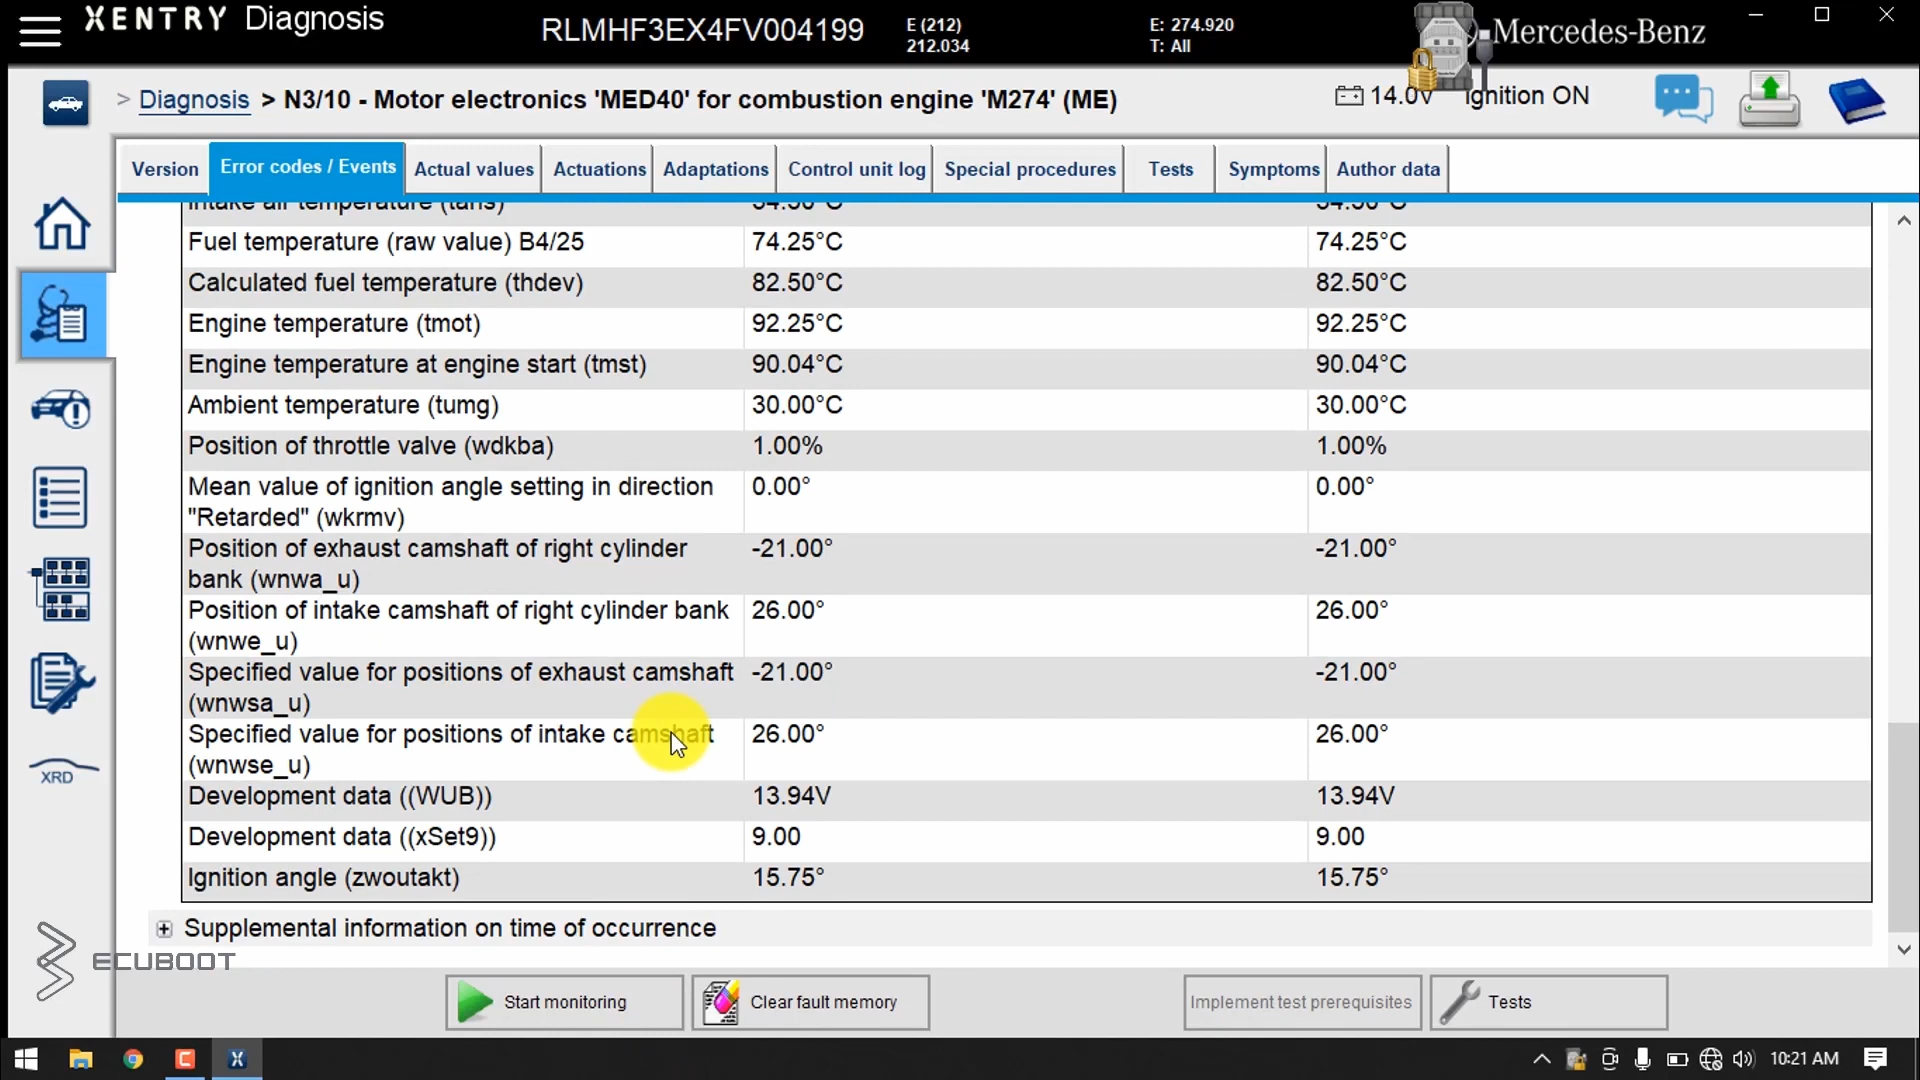 XENTRY Diagnosis
RLMHF3EX4FV004199
E (212)
212.034
E: 274.920
T: All
Mercedes-Benz
> Diagnosis > N3/10 - Motor electronics 'MED40' for combustion engine 'M274' (ME)
14.0V Ignition ON
Version Error codes / Events Actual values Actuations Adaptations Control unit log Special procedures Tests Symptoms Author data
Intake air temperature (tans) 54.50°C 54.50°C
Fuel temperature (raw value) B4/25 74.25°C 74.25°C
Calculated fuel temperature (thdev) 82.50°C 82.50°C
Engine temperature (tmot) 92.25°C 92.25°C
Engine temperature at engine start (tmst) 90.04°C 90.04°C
Ambient temperature (tumg) 30.00°C 30.00°C
Position of throttle valve (wdkba) 1.00% 1.00%
Mean value of ignition angle setting in direction 0.00° 0.00°
"Retarded" (wkrmv)
Position of exhaust camshaft of right cylinder -21.00° -21.00°
bank (wnwa_u)
Position of intake camshaft of right cylinder bank 26.00° 26.00°
(wnwe_u)
Specified value for positions of exhaust camshaft -21.00° -21.00°
(wnwsa_u)
Specified value for positions of intake camshaft 26.00° 26.00°
(wnwse_u)
Development data ((WUB)) 13.94V 13.94V
Development data ((xSet9)) 9.00 9.00
Ignition angle (zwoutakt) 15.75° 15.75°
Supplemental information on time of occurrence
XRD
ECUBOOT
Start monitoring
Clear fault memory
Implement test prerequisites
Tests
10:21 AM